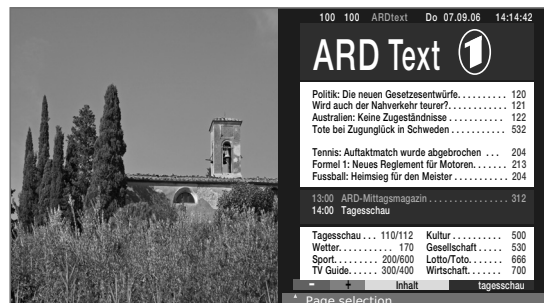 100 100 ARDtext Do 07.09.06 14:14:42
ARD Text 1
Politik: Die neuen Gesetzesentwürfe.......... 120
Wird auch der Nahverkehr teurer?............ 121
Australien: Keine Zugeständnisse ........... 122
Tote bei Zugunglück in Schweden ........... 532
Tennis: Auftaktmatch wurde abgebrochen ... 204
Formel 1: Neues Reglement für Motoren....... 213
Fussball: Heimsieg für den Meister ........... 204
13:00 ARD-Mittagsmagazin ................ 312
14:00 Tagesschau
Tagesschau ... 110/112 Kultur .......... 500
Wetter.......... 170 Gesellschaft ..... 530
Sport......... 200/600 Lotto/Toto....... 666
TV Guide...... 300/400 Wirtschaft....... 700
- + Inhalt tagesschau
Page selection